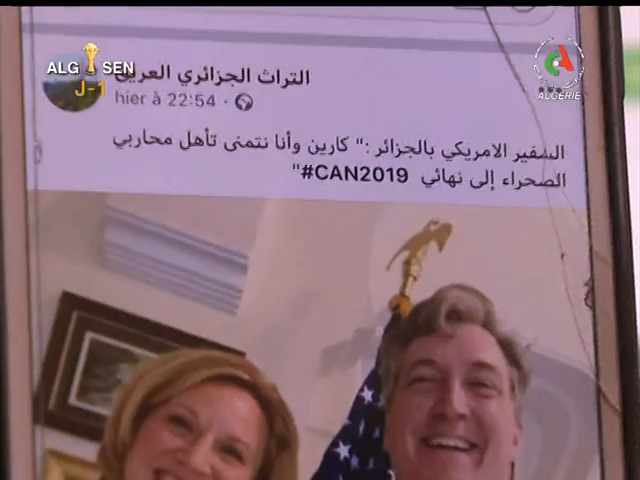 ALG SEN
J-1
ALGÉRIE
التراث الجزائري العريق
hier à 22:54
السفير الامريكي بالجزائر :" كارين وأنا نتمنى تأهل محاربي
الصحراء إلى نهائي #CAN2019"